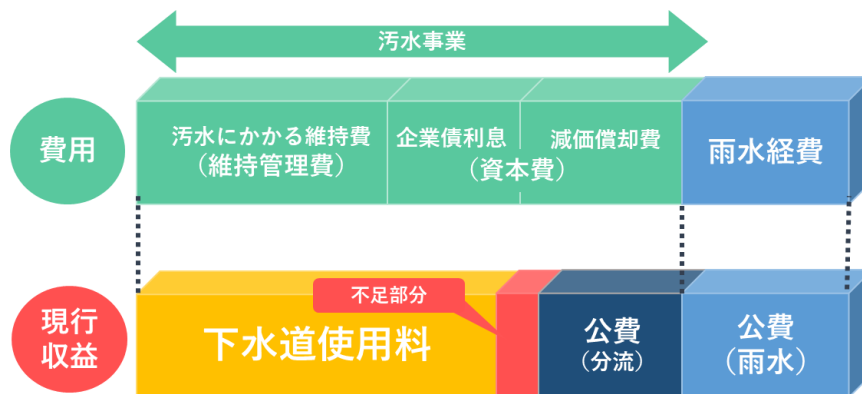 汚水事業
費用
汚水にかかる維持費
（維持管理費）
企業債利息
減価償却費
（資本費）
雨水経費
現行
収益
不足部分
下水道使用料
公費
（分流）
公費
（雨水）